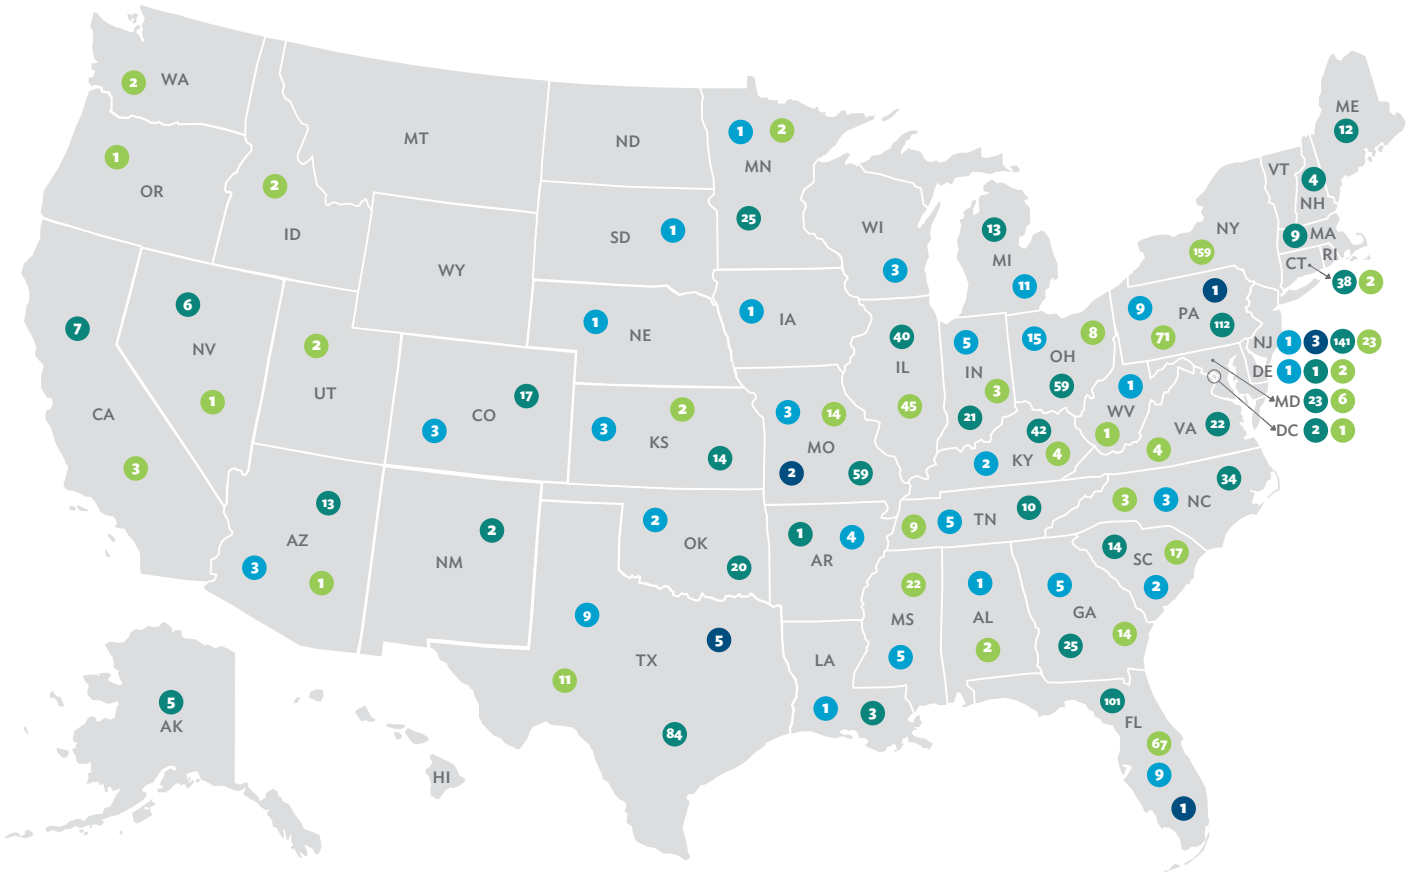 2 WA
1
OR
2
ID
MT
ND
1 2
MN
25
ME
12
VT
4
NH
9 MA
RI
CT
38 2
NY
159
WI
3
13
MI
11
SD 1
WY
1 NE
1 IA
7
CA
3
6
NV
1
2
UT
17
CO
3
2
3 KS
14
3 14
MO
2 59
40
IL
45
5
IN 3
21
15 8
OH
59
1
9 PA
71 112
NJ 1 3 141 23
DE 1 1 2
MD 23 6
DC 2 1
1
WV
1
VA 22
4
42
2 KY 4
34
3 3 NC
9 5 TN 10
13
AZ
3 1
2
NM
2
OK
20
1 4
AR
14 17
SC
2
22
MS
5
1
AL
2
5
GA
25 14
9 5
TX
11
84
LA
1 3
101
FL
67
9
1
5
AK
HI